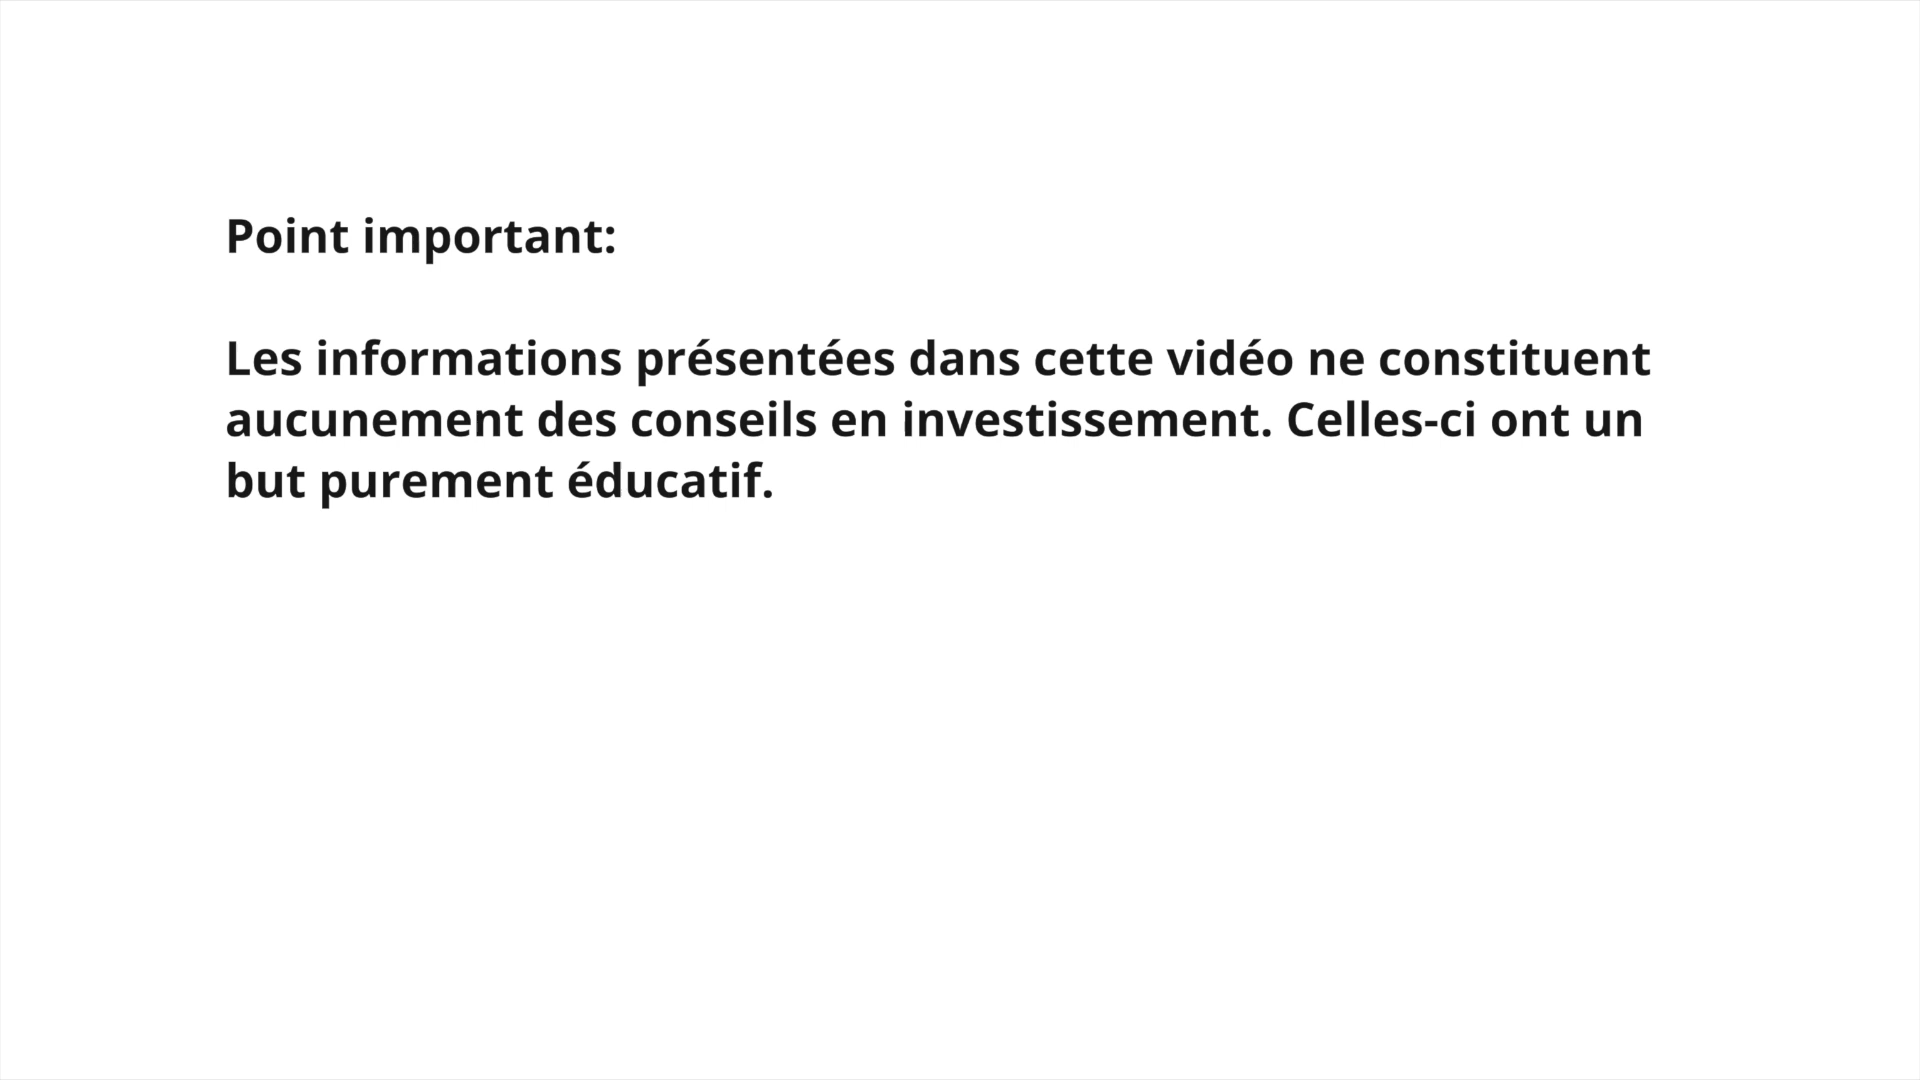 Point important:
Les informations présentées dans cette vidéo ne constituent
aucunement des conseils en investissement. Celles-ci ont un
but purement éducatif.